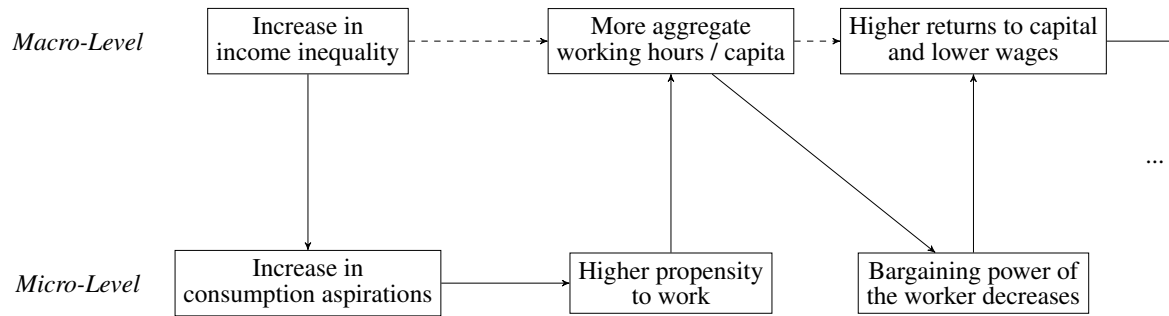 Macro-Level
Increase in
income inequality
More aggregate
working hours / capita
Higher returns to capital
and lower wages
...
Micro-Level
Increase in
consumption aspirations
Higher propensity
to work
Bargaining power of
the worker decreases